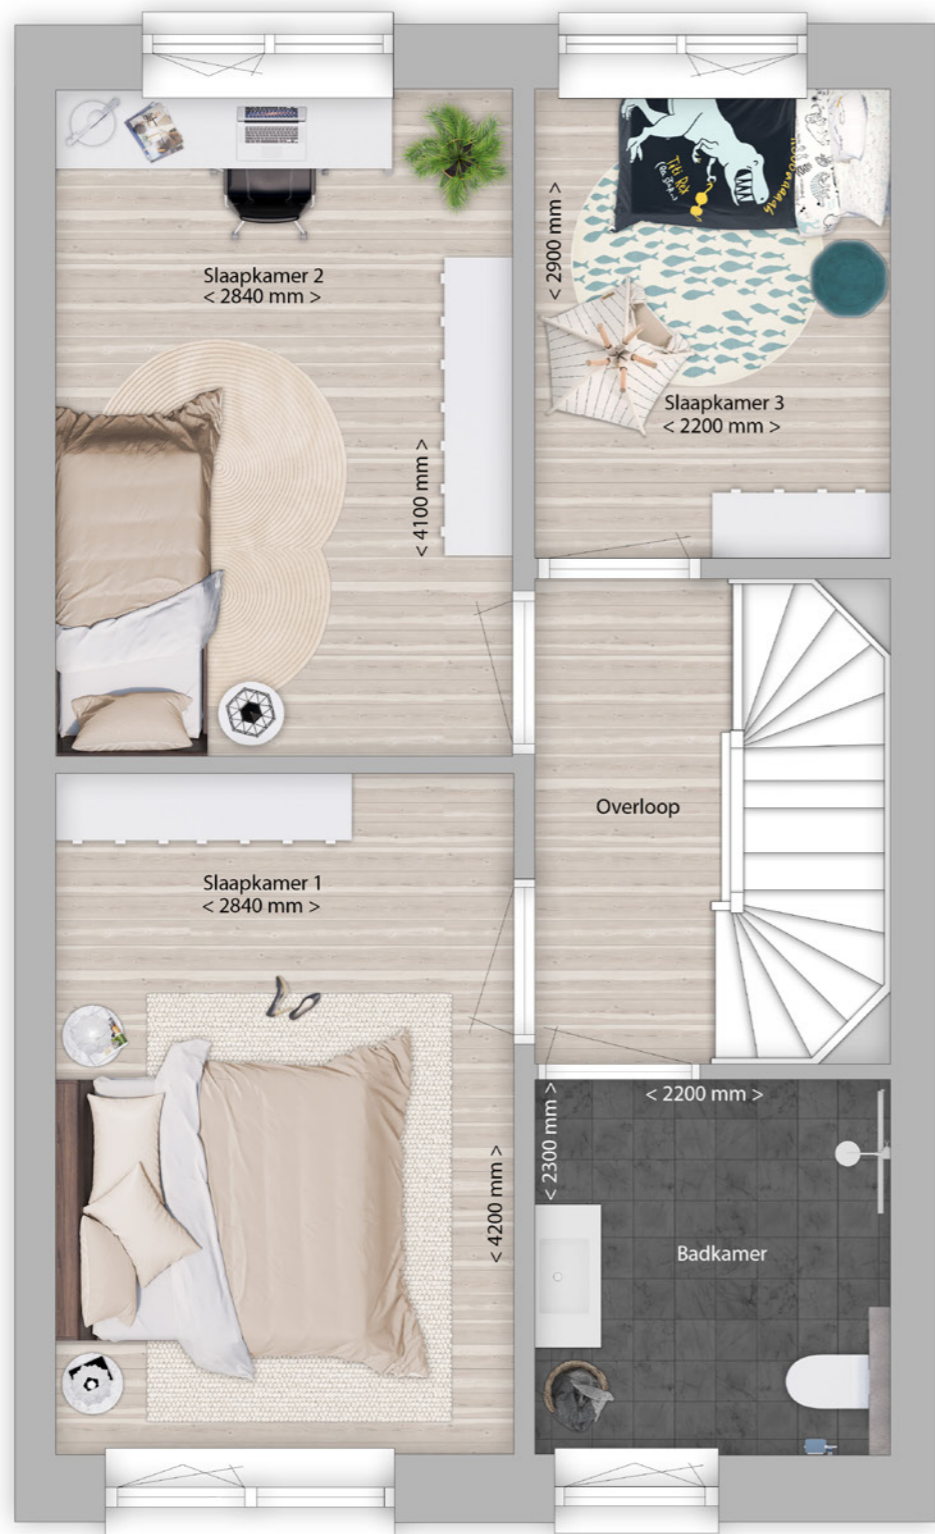 Slaapkamer 2
< 2840 mm >
< 4100 mm >
< 2900 mm >
Slaapkamer 3
< 2200 mm >
Overloop
Slaapkamer 1
< 2840 mm >
< 4200 mm >
< 2200 mm >
< 2300 mm >
Badkamer